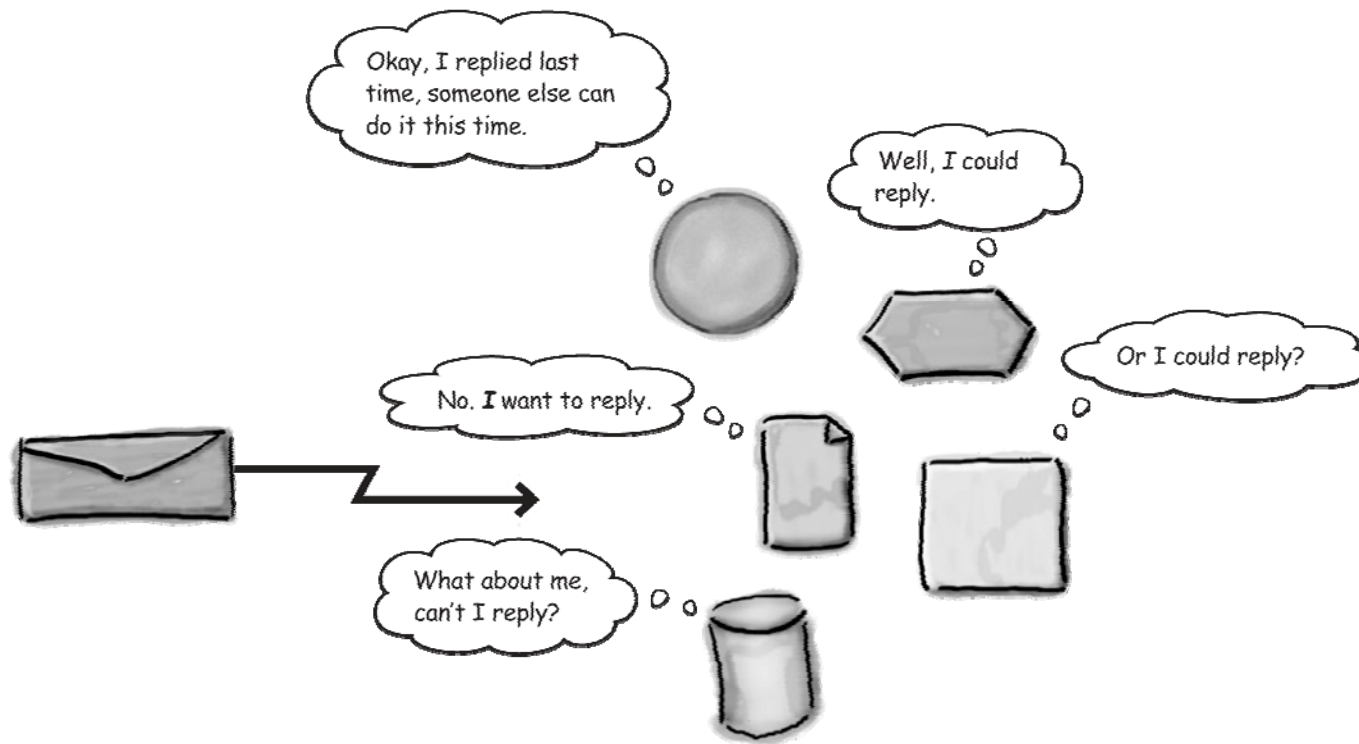 Okay, I replied last
time, someone else can
do it this time.
Well, I could
reply.
Or I could reply?
No. I want to reply.
What about me,
can't I reply?